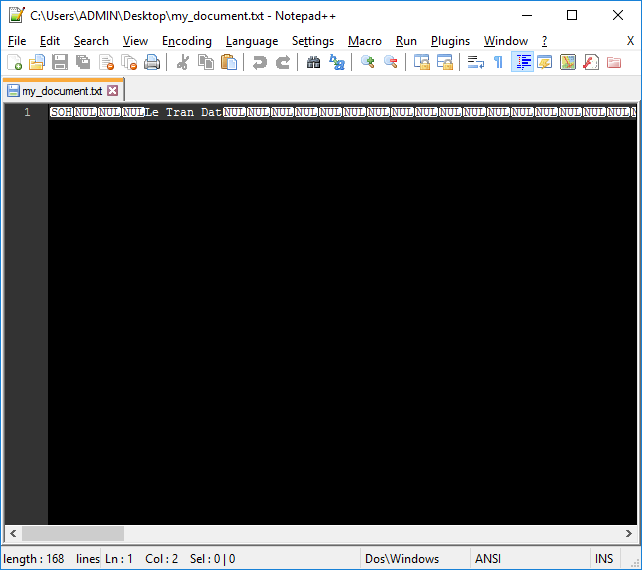 C:\Users\ADMIN\Desktop\my_document.txt - Notepad++
File Edit Search View Encoding Language Settings Macro Run Plugins Window ? X
my_document.txt
1 SOHNULNULNULLe Tran DatNULNULNULNULNULNULNULNULNULNULNULNULNULNULNULNULNUL
length : 168 lines Ln : 1 Col : 2 Sel : 0 | 0 Dos\Windows ANSI INS